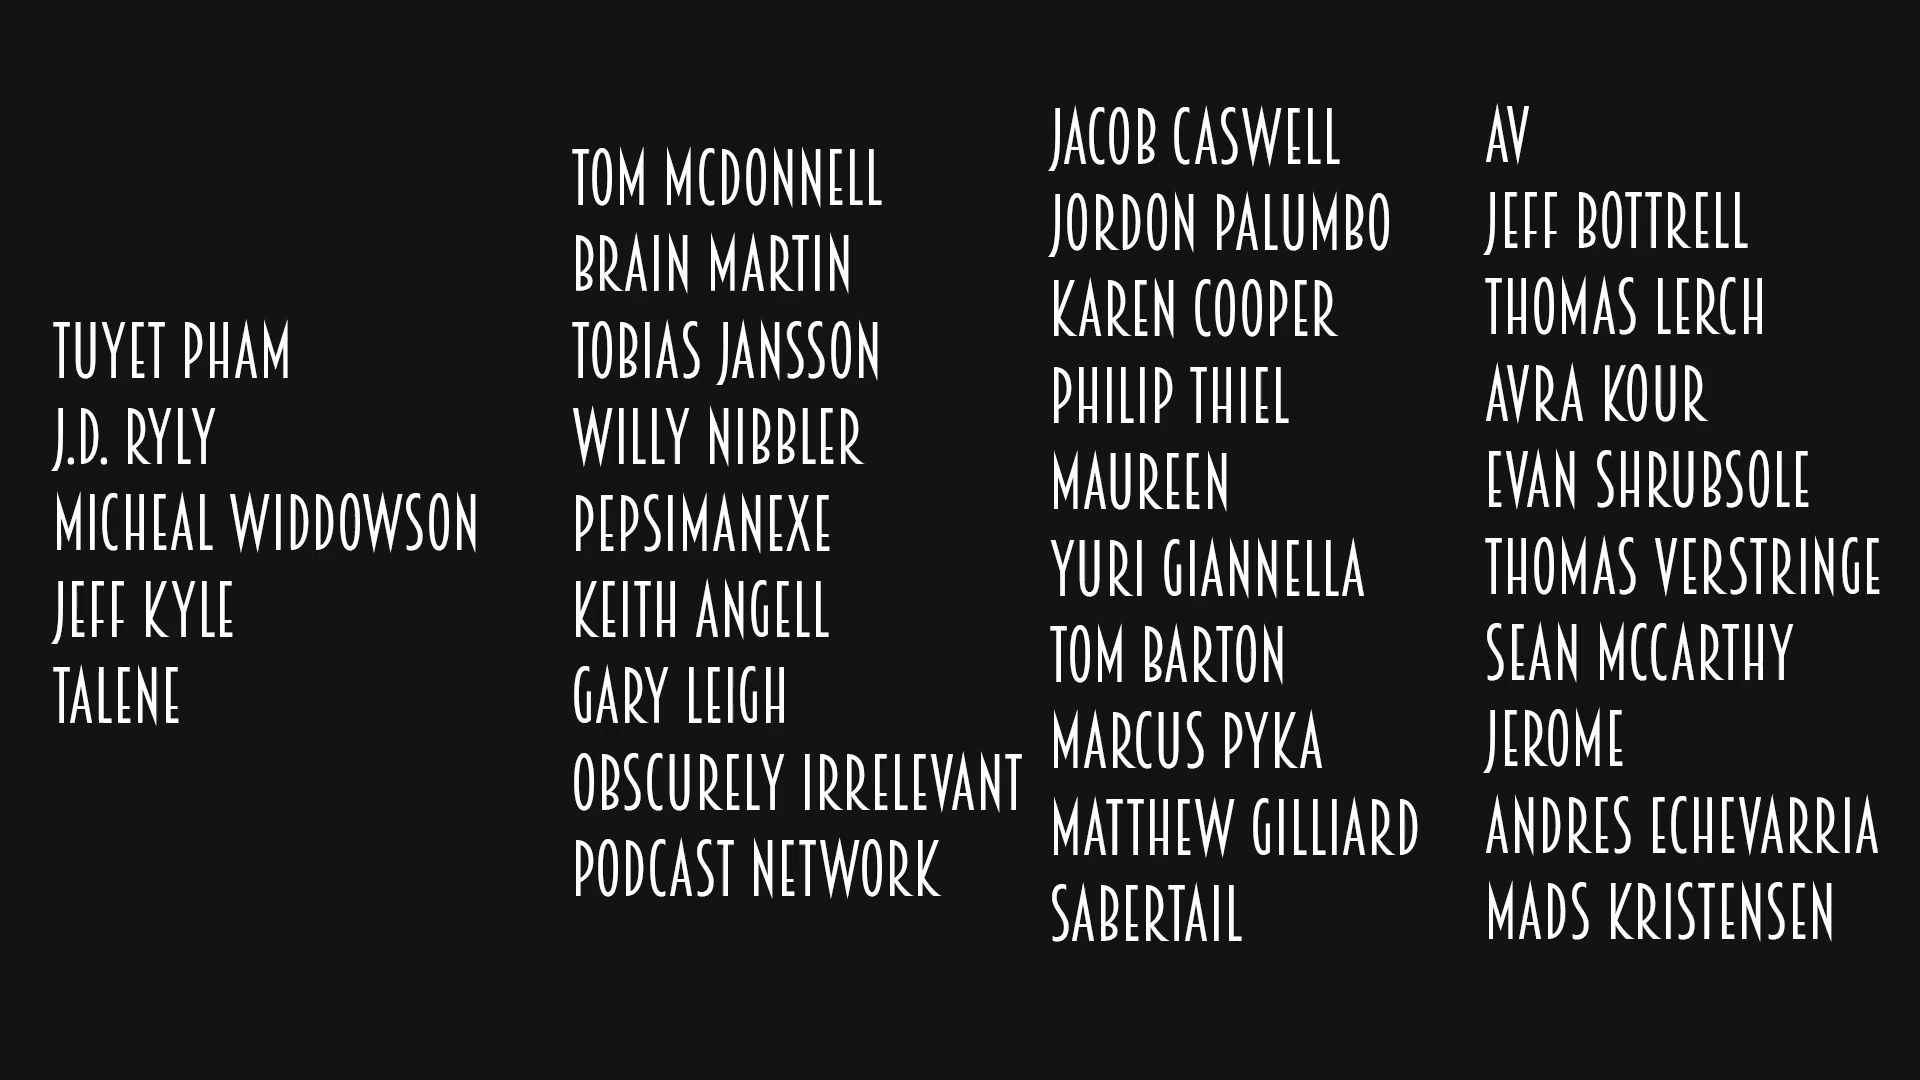 TUYET PHAM
J.D. RYLY
MICHEAL WIDDOWSON
JEFF KYLE
TALENE
TOM MCDONNELL
BRAIN MARTIN
TOBIAS JANSSON
WILLY NIBBLER
PEPSIMANEXE
KEITH ANGELL
GARY LEIGH
OBSCURELY IRRELEVANT
PODCAST NETWORK
JACOB CASWELL
JORDON PALUMBO
KAREN COOPER
PHILIP THIEL
MAUREEN
YURI GIANNELLA
TOM BARTON
MARCUS PYKA
MATTHEW GILLIARD
SABERTAIL
AV
JEFF BOTTRELL
THOMAS LERCH
AVRA KOUR
EVAN SHRUBSOLE
THOMAS VERSTRINGE
SEAN MCCARTHY
JEROME
ANDRES ECHEVARRIA
MADS KRISTENSEN